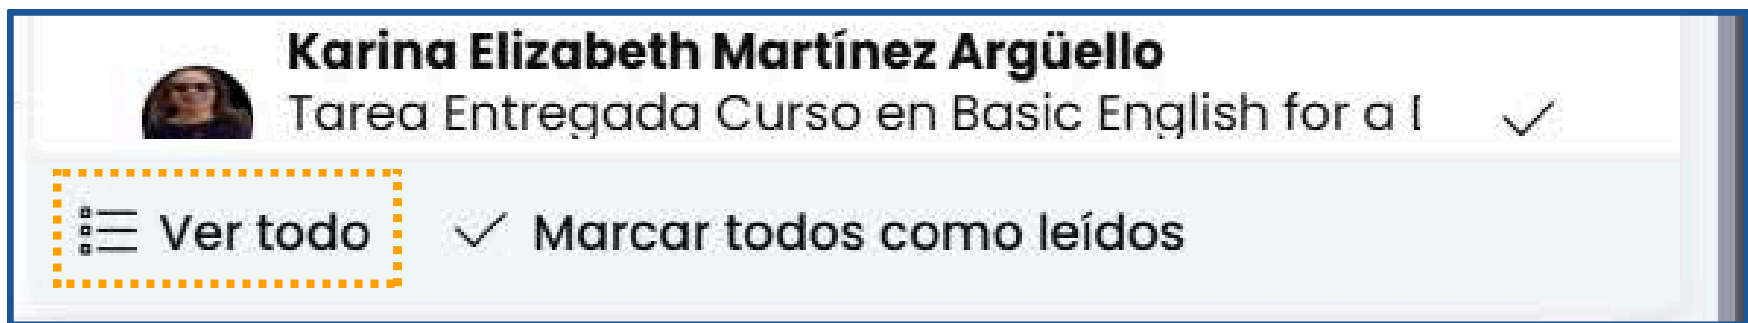 Karina Elizabeth Martínez Argüello
Tarea Entregada Curso en Basic English for a
Ver todo
Marcar todos como leídos